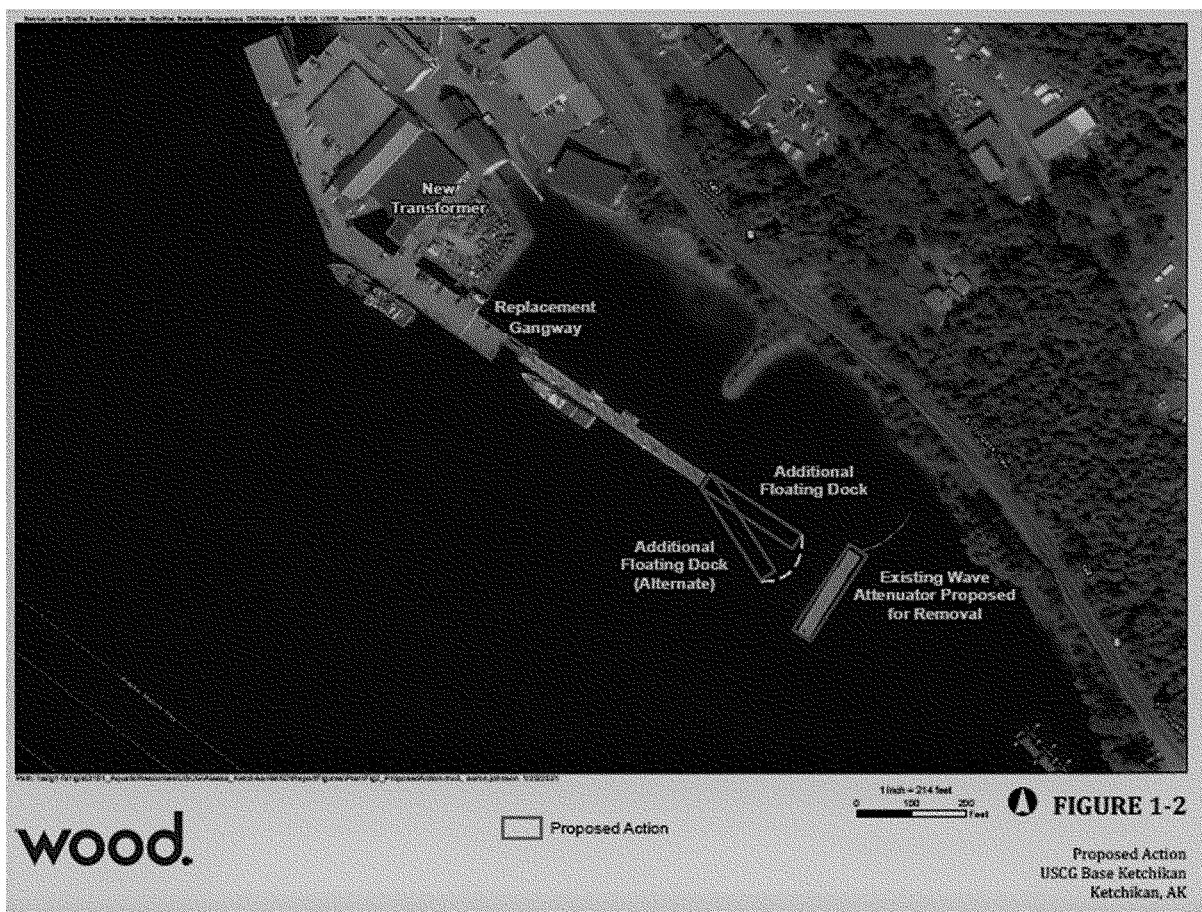 New
Transformer
Replacement
Gangway
Additional
Floating Dock
Additional
Floating Dock
(Alternate)
Existing Wave
Attenuator Proposed
for Removal
1 inch = 214 feet
0 100 200
Feet
FIGURE 1-2
wood.
Proposed Action
Proposed Action
USCG Base Ketchikan
Ketchikan, AK